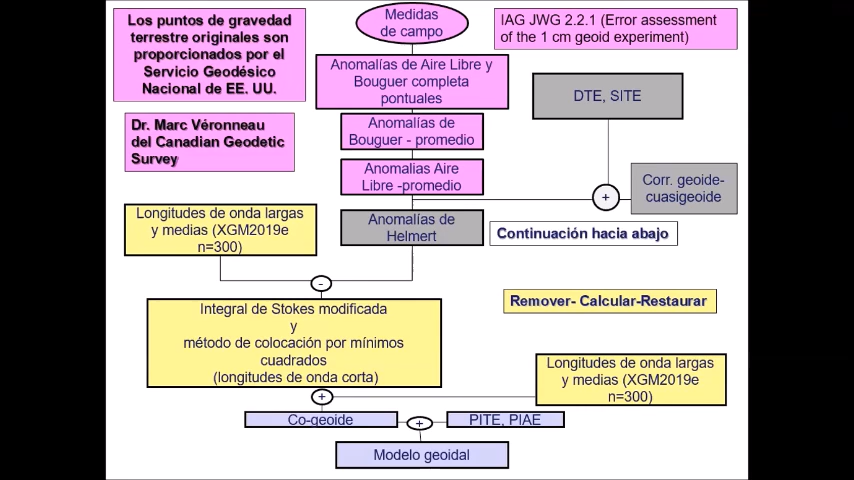 Los puntos de gravedad
terrestre originales son
proporcionados por el
Servicio Geodésico
Nacional de EE. UU.
Medidas
de campo
IAG JWG 2.2.1 (Error assessment
of the 1 cm geoid experiment)
Anomalías de Aire Libre y
Bouguer completa
pontuales
DTE, SITE
Dr. Marc Véronneau
del Canadian Geodetic
Survey
Anomalías de
Bouguer - promedio
Anomalias Aire
Libre -promedio
Corr. geoide-
cuasigeoide
+
Longitudes de onda largas
y medias (XGM2019e
n=300)
Anomalías de
Helmert
Continuación hacia abajo
-
Remover- Calcular-Restaurar
Integral de Stokes modificada
y
método de colocación por mínimos
cuadrados
(longitudes de onda corta)
Longitudes de onda largas
y medias (XGM2019e
n=300)
+
Co-geoide
+
PITE, PIAE
Modelo geoidal